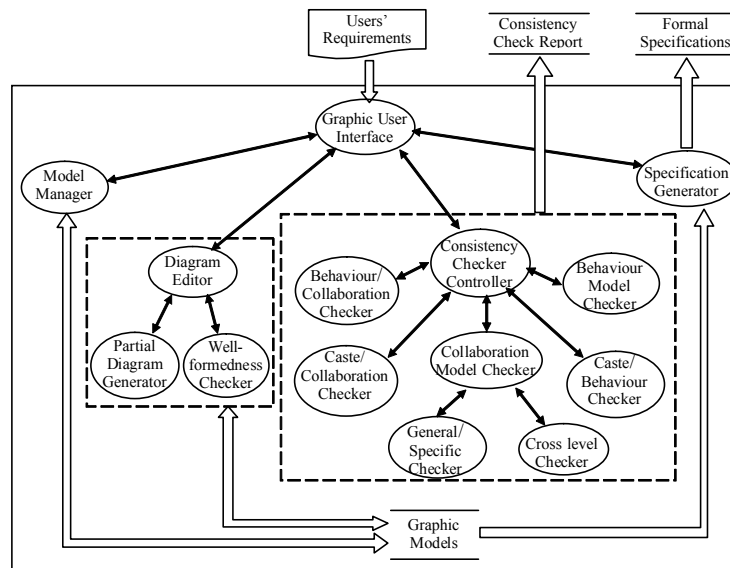 Users'
Requirements
Consistency
Check Report
Formal
Specifications
Graphic User
Interface
Model
Manager
Specification
Generator
Diagram
Editor
Partial
Diagram
Generator
Well-
formedness
Checker
Consistency
Checker
Controller
Behaviour/
Collaboration
Checker
Behaviour
Model
Checker
Caste/
Collaboration
Checker
Collaboration
Model Checker
Caste/
Behaviour
Checker
General/
Specific
Checker
Cross level
Checker
Graphic
Models